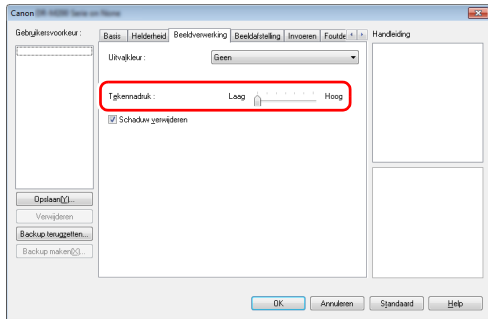 Canon
Gebruikersvoorkeur :
Basis Helderheid Beeldverwerking Beeldafstelling Invoeren Foutde
Handleiding
Uitvalkleur : Geen
Tekennadruk : Laag Hoog
Schaduw verwijderen
Opslaan(Y)...
Verwijderen
Backup terugzetten...
Backup maken(X)...
OK Annuleren Standaard Help